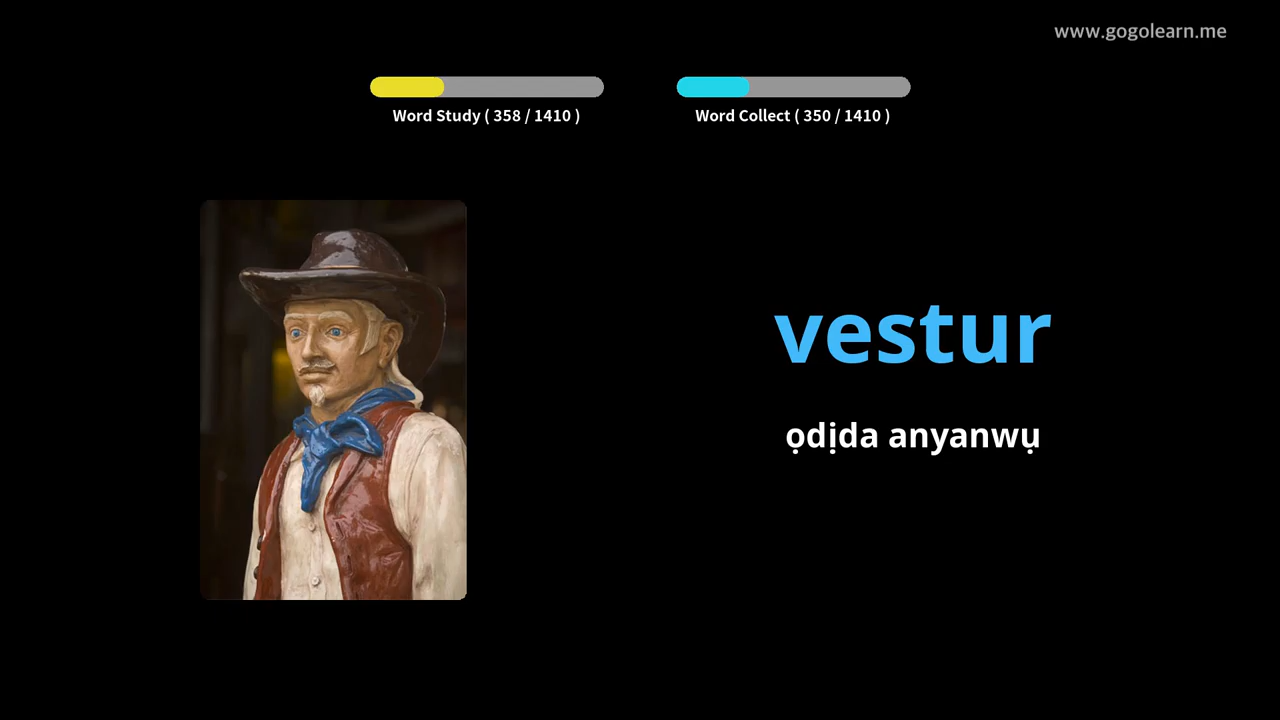 www.gogolearn.me
Word Study ( 358 / 1410 )
Word Collect ( 350 / 1410 )
vestur
ọdịda anyanwụ